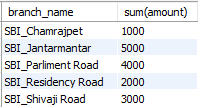 branch_name sum(amount)
SBI_Chamrajpet 1000
SBI_Jantarmantar 5000
SBI_Parliment Road 4000
SBI_Residency Road 2000
SBI_Shivaji Road 3000